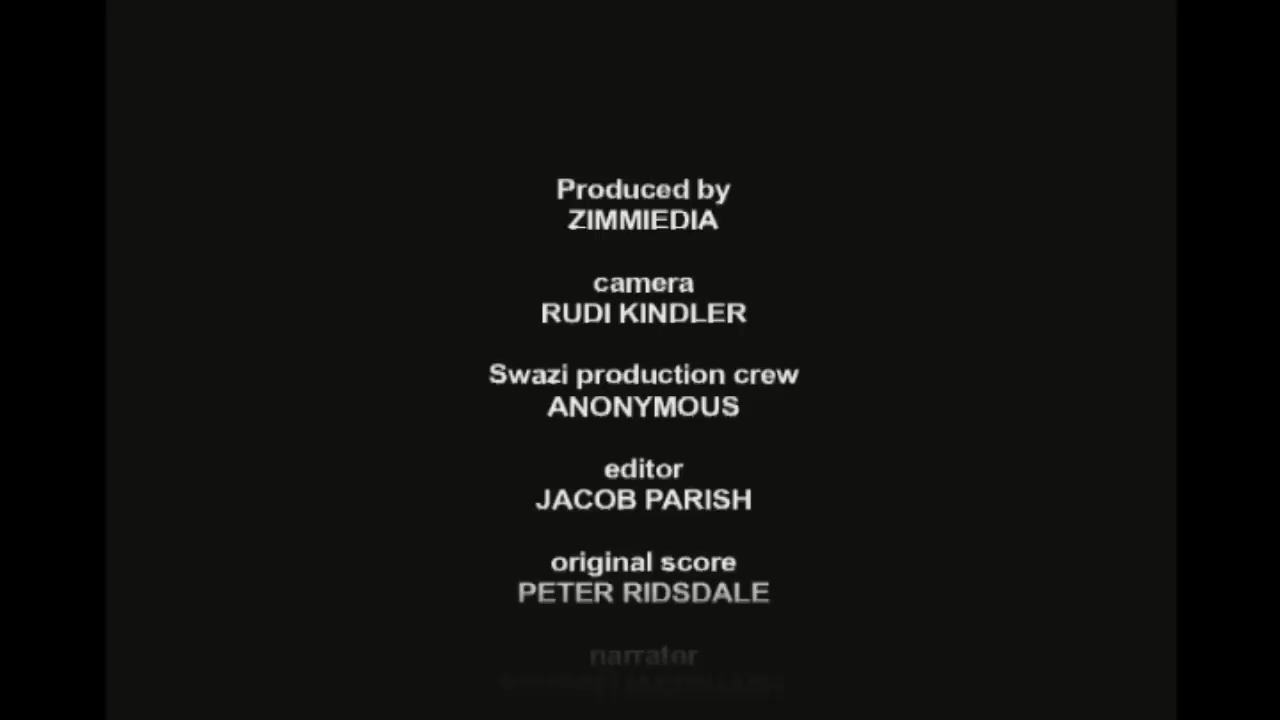 Produced by
ZIMMIEDIA
camera
RUDI KINDLER
Swazi production crew
ANONYMOUS
editor
JACOB PARISH
original score
PETER RIDSDALE
narrator